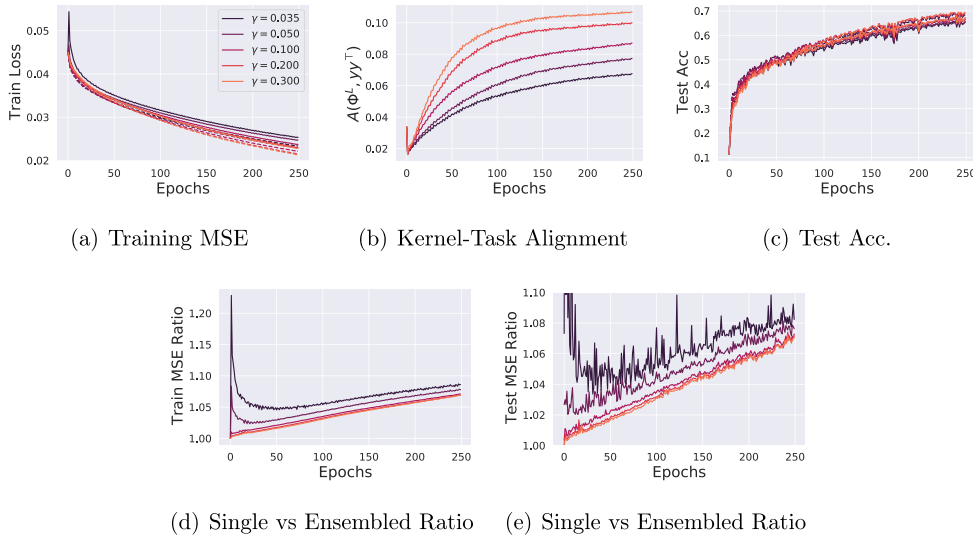 Train Loss
0.05
0.04
0.03
0.02
γ = 0.035
γ = 0.050
γ = 0.100
γ = 0.200
γ = 0.300
0 50 100 150 200 250
Epochs
(a) Training MSE
A(Φ^L, yy^⊤)
0.10
0.08
0.06
0.04
0.02
0 50 100 150 200 250
Epochs
(b) Kernel-Task Alignment
Test Acc
0.7
0.6
0.5
0.4
0.3
0.2
0.1
0 50 100 150 200 250
Epochs
(c) Test Acc.
Train MSE Ratio
1.20
1.15
1.10
1.05
1.00
0 50 100 150 200 250
Epochs
(d) Single vs Ensembled Ratio
Test MSE Ratio
1.10
1.08
1.06
1.04
1.02
1.00
0 50 100 150 200 250
Epochs
(e) Single vs Ensembled Ratio